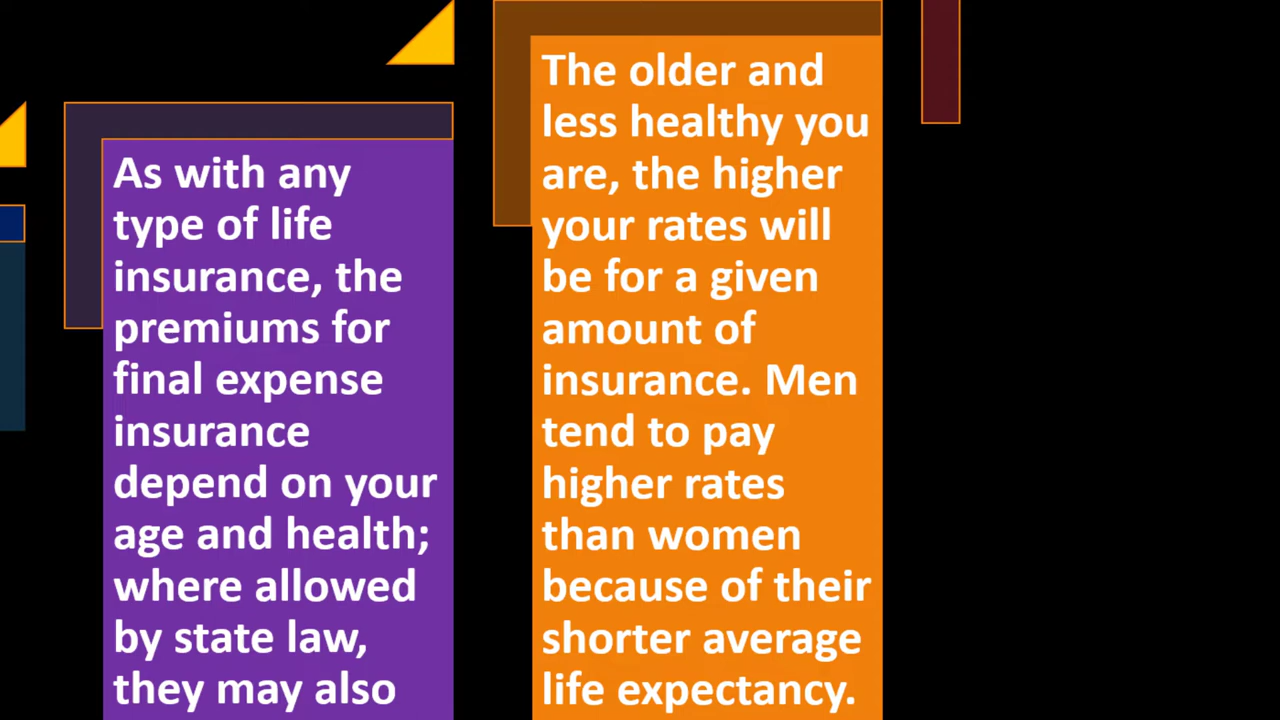 As with any
type of life
insurance, the
premiums for
final expense
insurance
depend on your
age and health;
where allowed
by state law,
they may also
The older and
less healthy you
are, the higher
your rates will
be for a given
amount of
insurance. Men
tend to pay
higher rates
than women
because of their
shorter average
life expectancy.